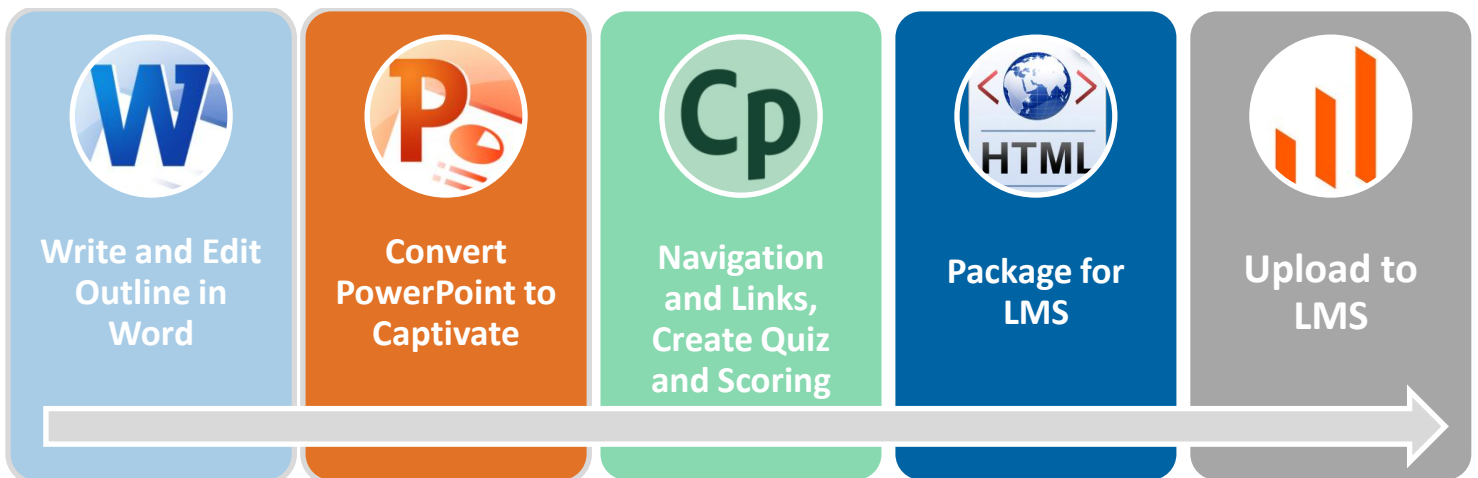 W
Write and Edit
Outline in
Word
P
Convert
PowerPoint to
Captivate
Cp
Navigation
and Links,
Create Quiz
and Scoring
< >
HTML
Package for
LMS
Upload to
LMS